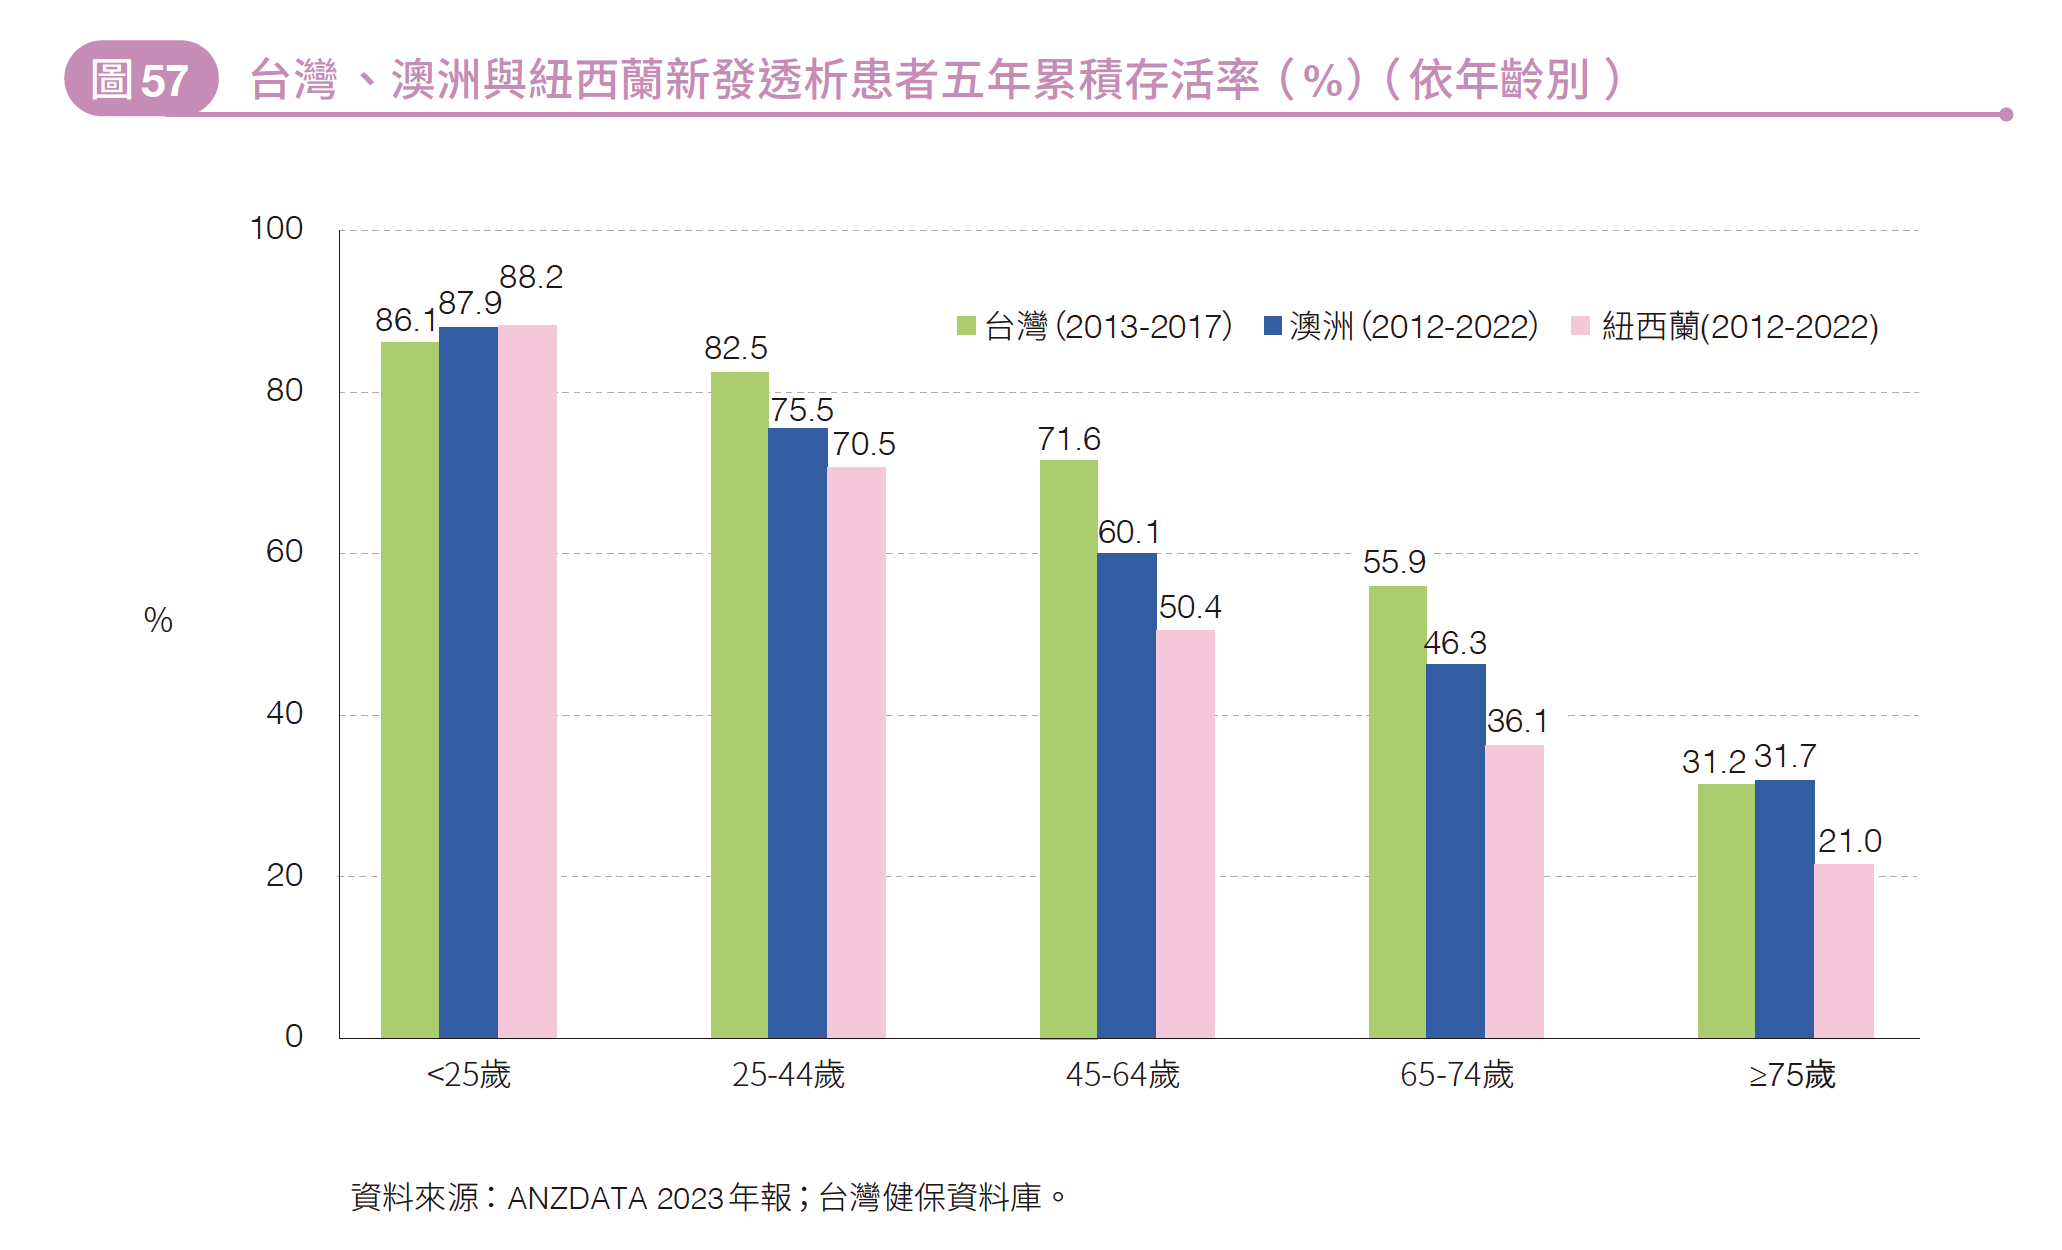 圖57 台灣、澳洲與紐西蘭新發透析患者五年累積存活率(%)(依年齡別)
100
80
60
40
20
0
%
86.1 87.9 88.2
82.5 75.5 70.5
71.6 60.1 50.4
55.9 46.3 36.1
31.2 31.7 21.0
台灣(2013-2017) 澳洲(2012-2022) 紐西蘭(2012-2022)
<25歲 25-44歲 45-64歲 65-74歲 ≥75歲
資料來源：ANZDATA 2023年報；台灣健保資料庫。